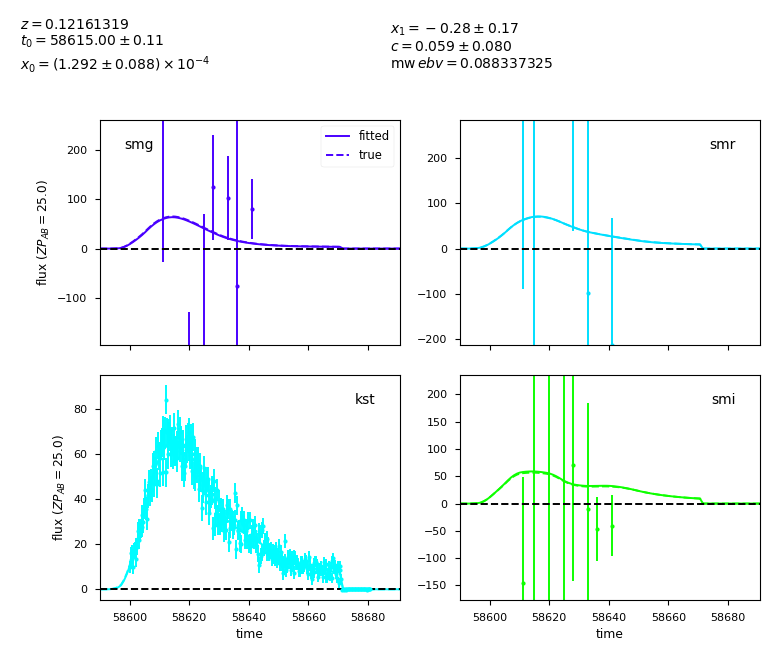 z = 0.12161319
t0 = 58615.00 ± 0.11
x0 = (1.292 ± 0.088) × 10^-4
x1 = −0.28 ± 0.17
c = 0.059 ± 0.080
mw ebv = 0.088337325
smg
fitted
true
200
100
0
−100
flux (ZP_AB = 25.0)
smr
200
100
0
−100
−200
kst
80
60
40
20
0
flux (ZP_AB = 25.0)
58600 58620 58640 58660 58680
time
smi
200
150
100
50
0
−50
−100
−150
58600 58620 58640 58660 58680
time